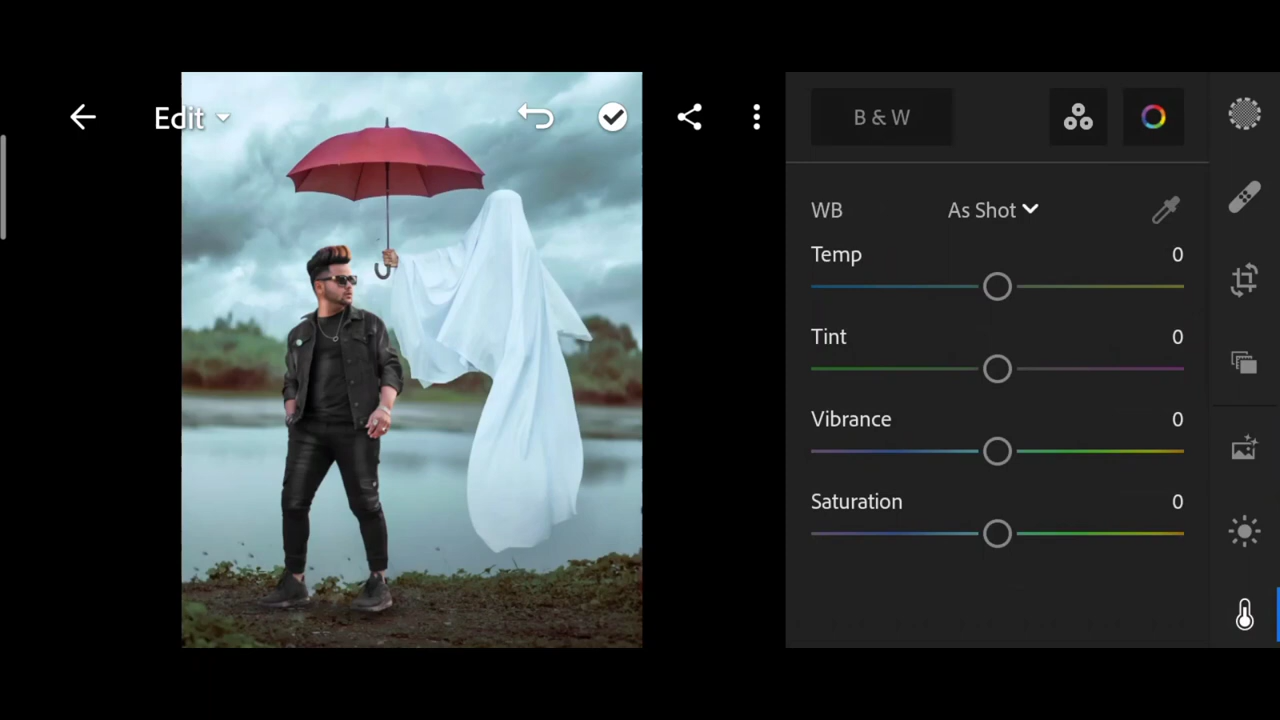 Edit
B & W
WB As Shot
Temp 0
Tint 0
Vibrance 0
Saturation 0